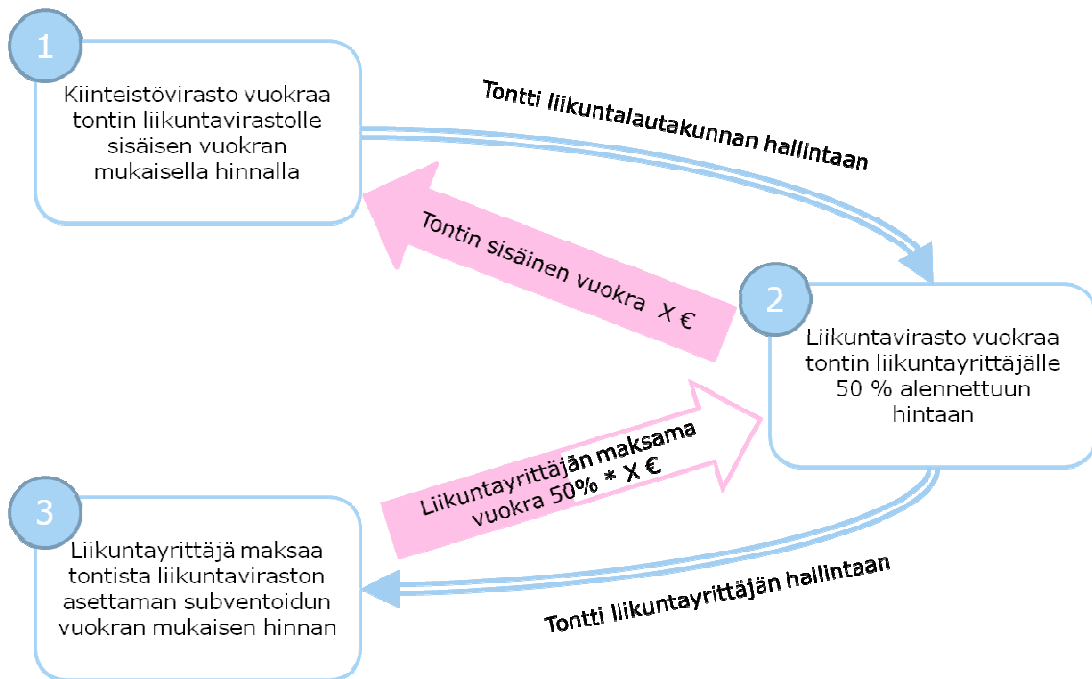 1
Kiinteistövirasto vuokraa
tontin liikuntavirastolle
sisäisen vuokran
mukaisella hinnalla
Tontti liikuntalautakunnan hallintaan
Tontin sisäinen vuokra X €
2
Liikuntavirasto vuokraa
tontin liikuntayrittäjälle
50 % alennettuun
hintaan
Liikuntayrittäjän maksama
vuokra 50% * X €
3
Liikuntayrittäjä maksaa
tontista liikuntaviraston
asettaman subventoidun
vuokran mukaisen hinnan
Tontti liikuntayrittäjän hallintaan